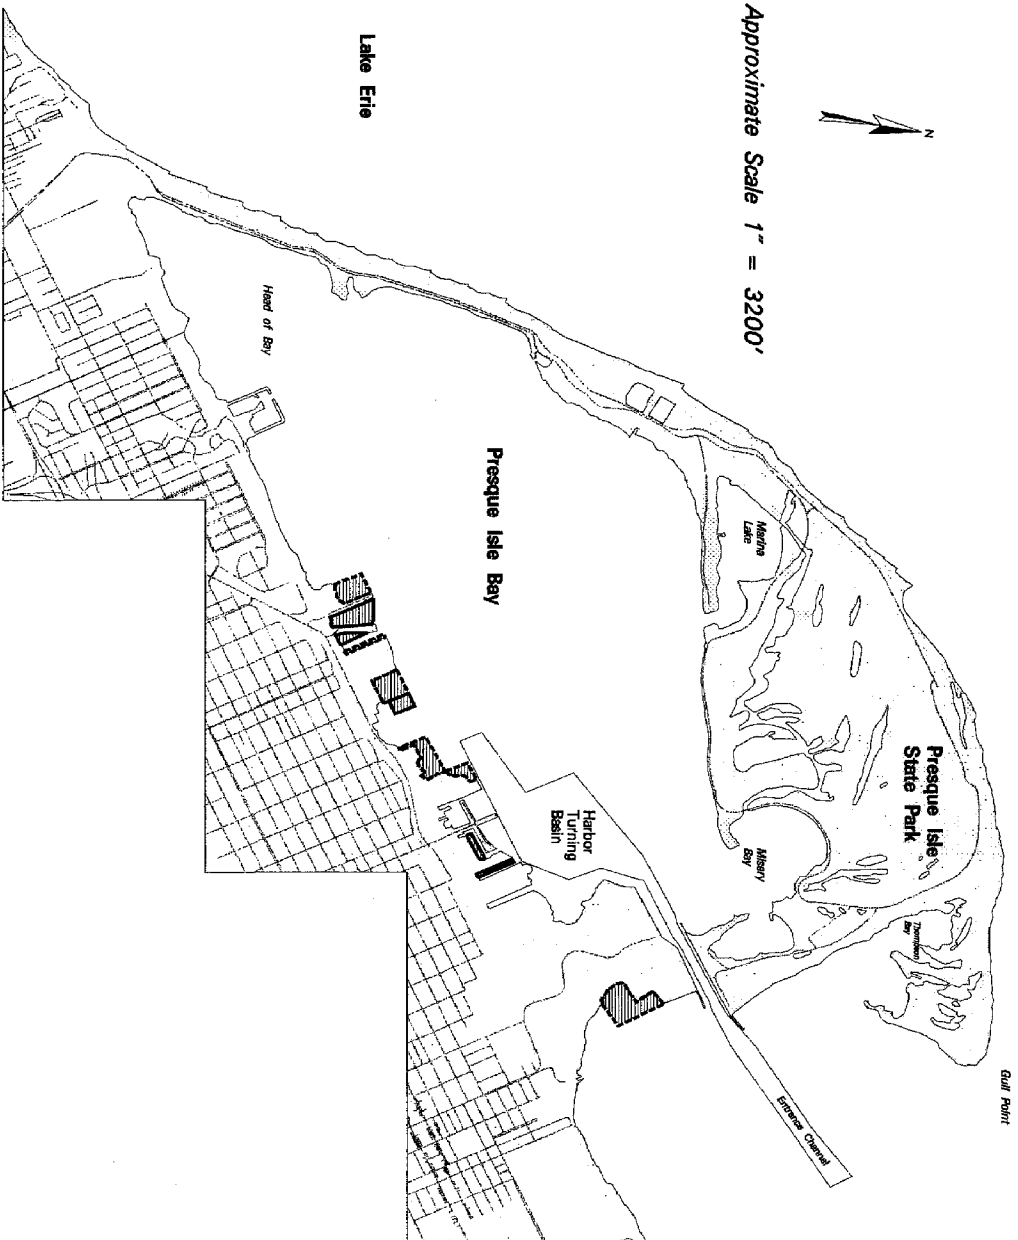 Approximate Scale 1" = 3200'
N
Lake Erie
Head of Bay
Presque Isle Bay
Marina
Lake
Presque Isle
State Park
Misery
Bay
Thompson
Bay
Harbor
Turning
Basin
Entrance Channel
Gull Point